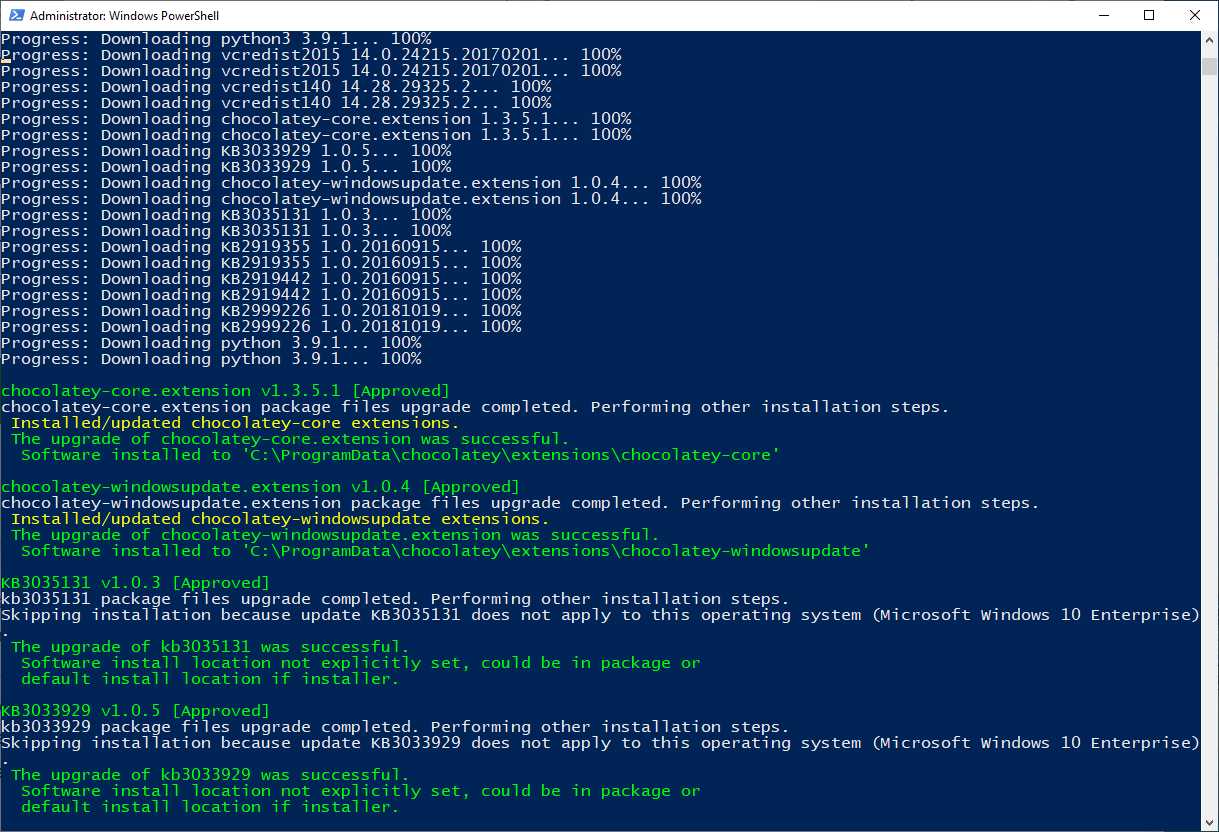 Administrator: Windows PowerShell
Progress: Downloading python3 3.9.1... 100%
Progress: Downloading vcredist2015 14.0.24215.20170201... 100%
Progress: Downloading vcredist2015 14.0.24215.20170201... 100%
Progress: Downloading vcredist140 14.28.29325.2... 100%
Progress: Downloading vcredist140 14.28.29325.2... 100%
Progress: Downloading chocolatey-core.extension 1.3.5.1... 100%
Progress: Downloading chocolatey-core.extension 1.3.5.1... 100%
Progress: Downloading KB3033929 1.0.5... 100%
Progress: Downloading KB3033929 1.0.5... 100%
Progress: Downloading chocolatey-windowsupdate.extension 1.0.4... 100%
Progress: Downloading chocolatey-windowsupdate.extension 1.0.4... 100%
Progress: Downloading KB3035131 1.0.3... 100%
Progress: Downloading KB3035131 1.0.3... 100%
Progress: Downloading KB2919355 1.0.20160915... 100%
Progress: Downloading KB2919355 1.0.20160915... 100%
Progress: Downloading KB2919442 1.0.20160915... 100%
Progress: Downloading KB2919442 1.0.20160915... 100%
Progress: Downloading KB2999226 1.0.20181019... 100%
Progress: Downloading KB2999226 1.0.20181019... 100%
Progress: Downloading python 3.9.1... 100%
Progress: Downloading python 3.9.1... 100%
chocolatey-core.extension v1.3.5.1 [Approved]
chocolatey-core.extension package files upgrade completed. Performing other installation steps.
Installed/updated chocolatey-core extensions.
The upgrade of chocolatey-core.extension was successful.
Software installed to 'C:\ProgramData\chocolatey\extensions\chocolatey-core'
chocolatey-windowsupdate.extension v1.0.4 [Approved]
chocolatey-windowsupdate.extension package files upgrade completed. Performing other installation steps.
Installed/updated chocolatey-windowsupdate extensions.
The upgrade of chocolatey-windowsupdate.extension was successful.
Software installed to 'C:\ProgramData\chocolatey\extensions\chocolatey-windowsupdate'
KB3035131 v1.0.3 [Approved]
kb3035131 package files upgrade completed. Performing other installation steps.
Skipping installation because update KB3035131 does not apply to this operating system (Microsoft Windows 10 Enterprise)
.
The upgrade of kb3035131 was successful.
Software install location not explicitly set, could be in package or
default install location if installer.
KB3033929 v1.0.5 [Approved]
kb3033929 package files upgrade completed. Performing other installation steps.
Skipping installation because update KB3033929 does not apply to this operating system (Microsoft Windows 10 Enterprise)
.
The upgrade of kb3033929 was successful.
Software install location not explicitly set, could be in package or
default install location if installer.